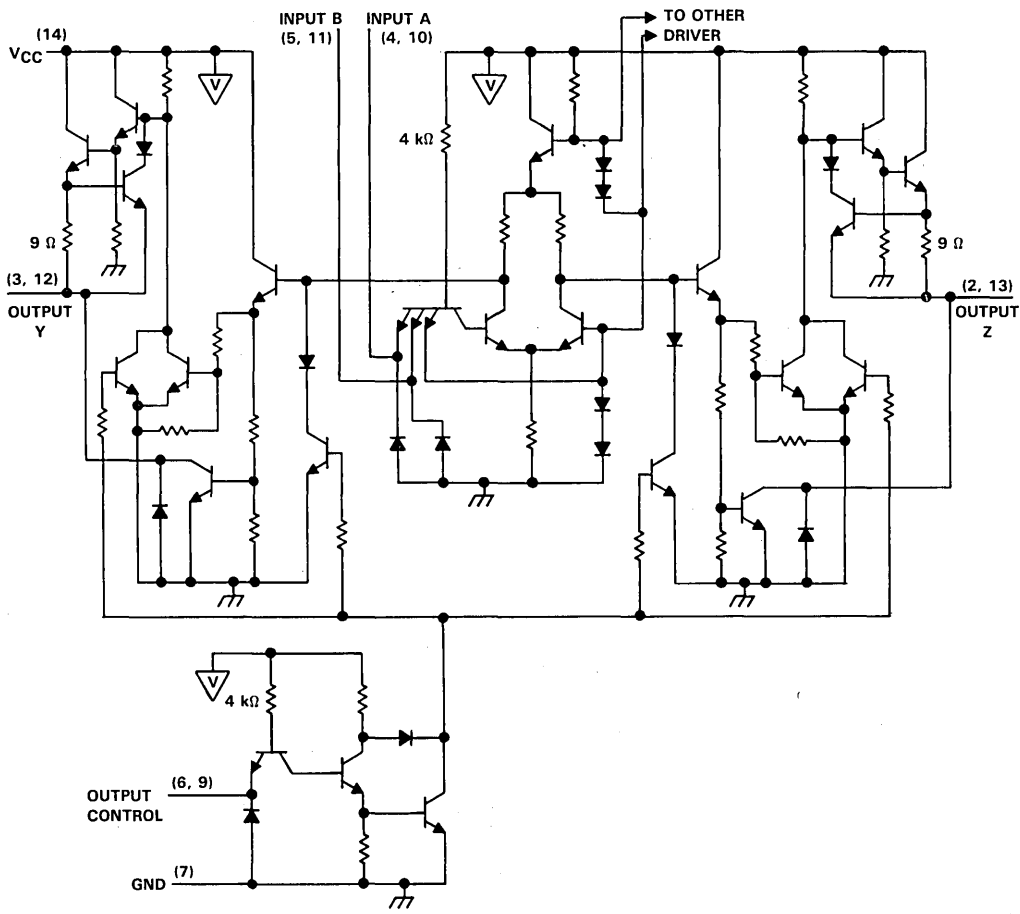 (14)
VCC
INPUT B
(5, 11)
INPUT A
(4, 10)
TO OTHER
DRIVER
V
V
4 kΩ
9 Ω
9 Ω
(3, 12)
OUTPUT
Y
(2, 13)
OUTPUT
Z
V
4 kΩ
(6, 9)
OUTPUT
CONTROL
(7)
GND